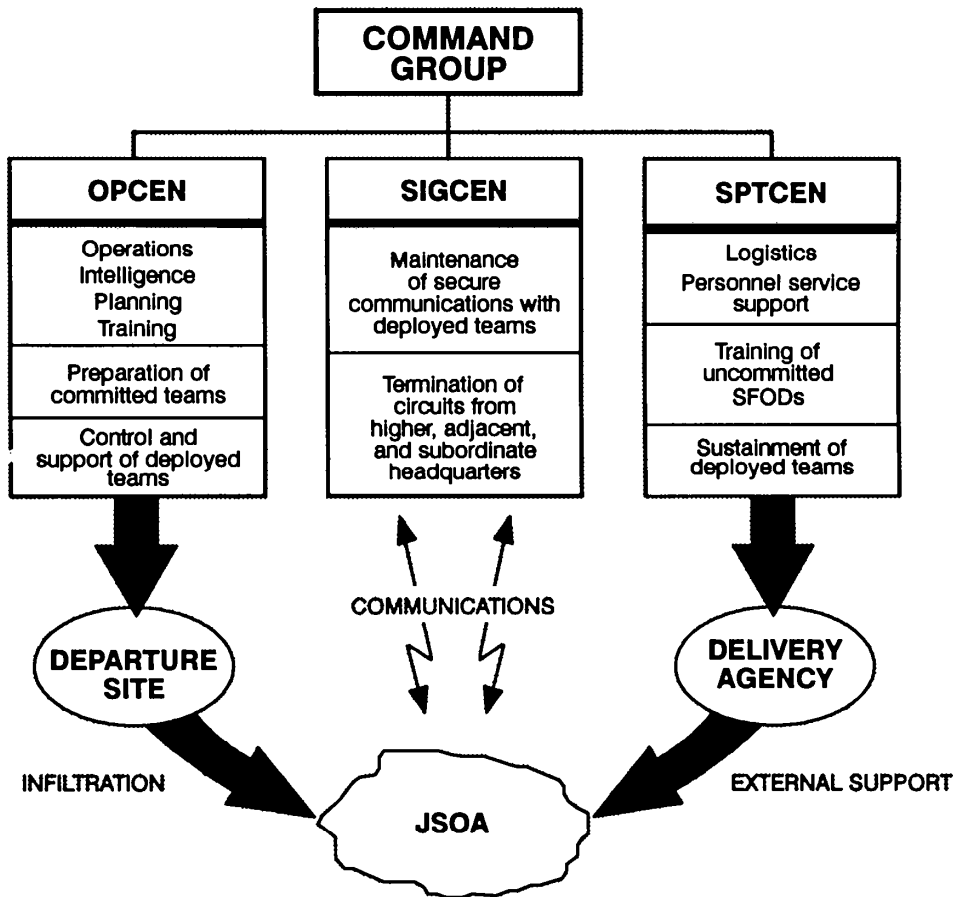 COMMAND
GROUP
OPCEN
Operations
Intelligence
Planning
Training
Preparation of
committed teams
Control and
support of deployed
teams
SIGCEN
Maintenance
of secure
communications with
deployed teams
Termination of
circuits from
higher, adjacent,
and subordinate
headquarters
SPTCEN
Logistics
Personnel service
support
Training of
uncommitted
SFODs
Sustainment of
deployed teams
COMMUNICATIONS
DEPARTURE
SITE
DELIVERY
AGENCY
INFILTRATION
EXTERNAL SUPPORT
JSOA